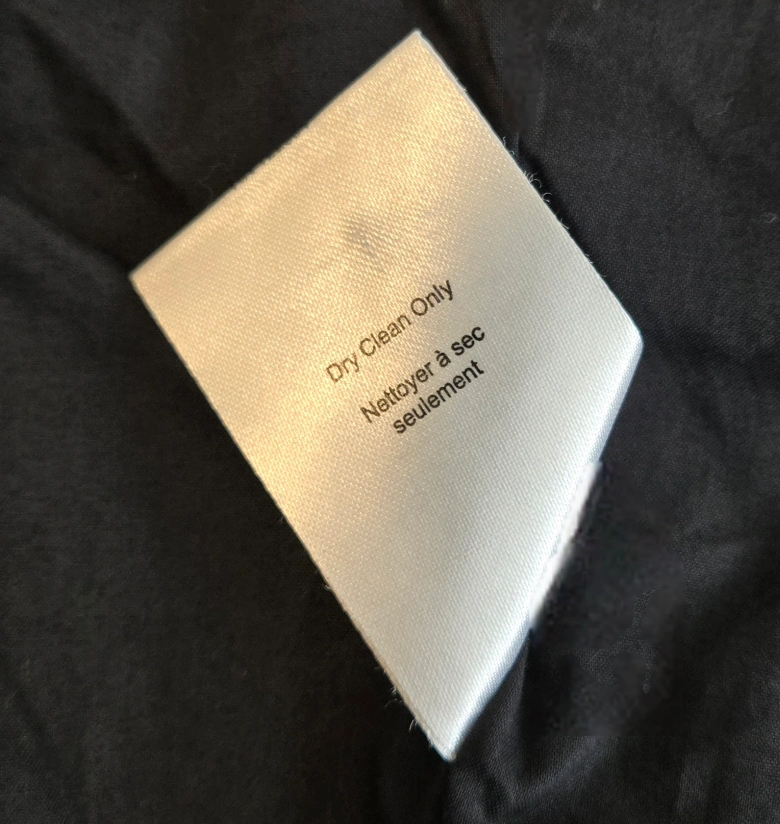 Dry Clean Only
Nettoyer à sec
seulement